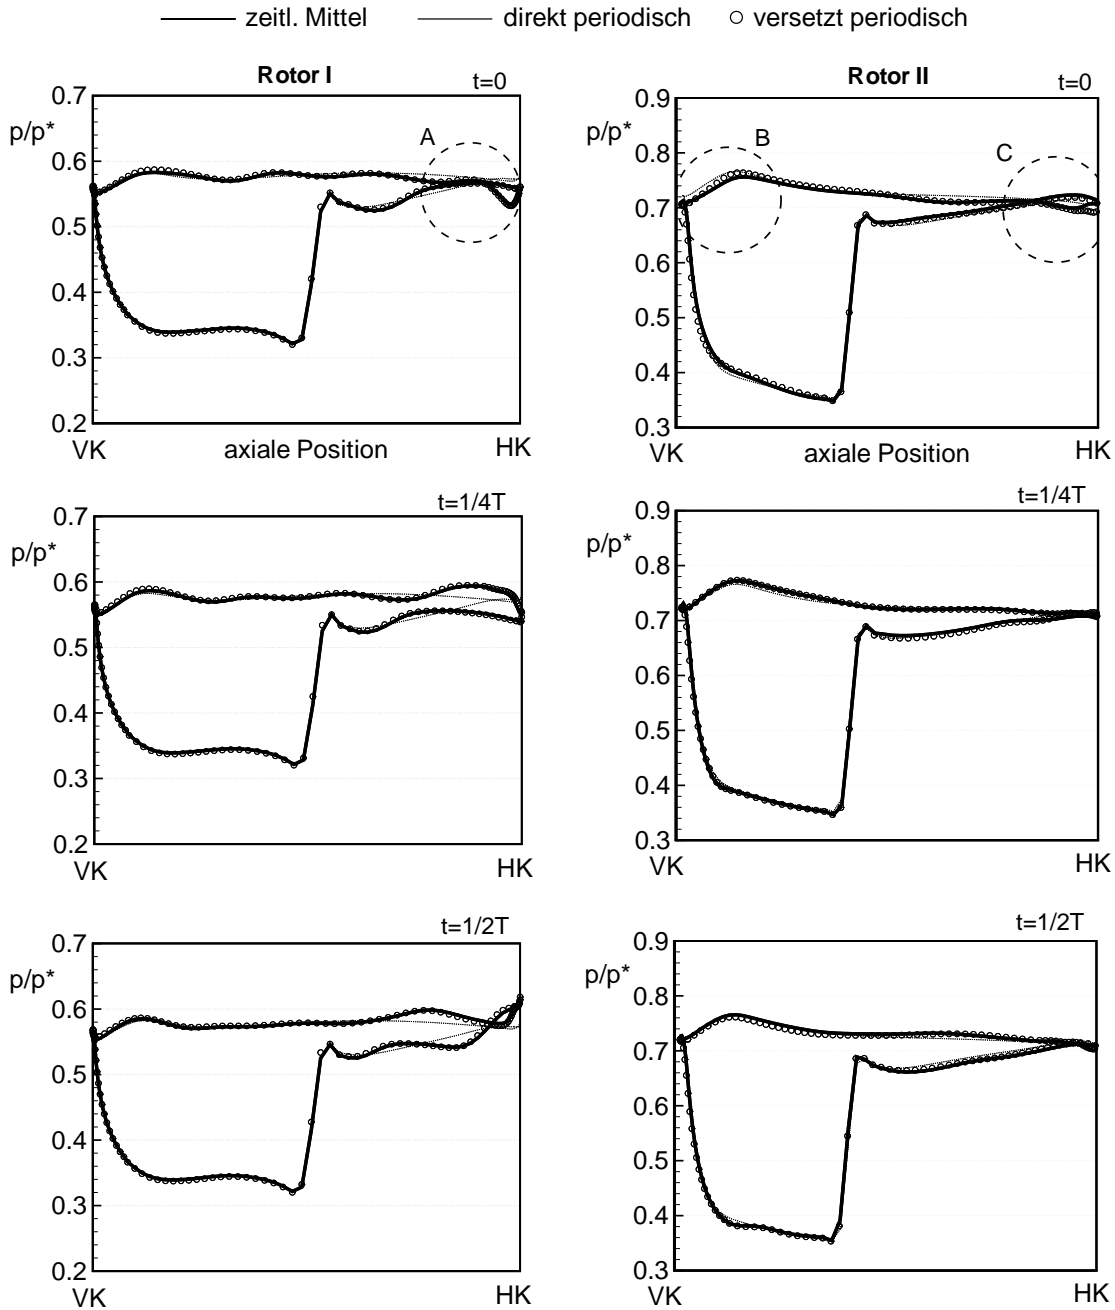 zeitl. Mittel direkt periodisch versetzt periodisch
Rotor I t=0
0.7
p/p*
0.6
0.5
0.4
0.3
0.2
A
VK axiale Position HK
Rotor II t=0
0.9
p/p*
0.8
0.7
0.6
0.5
0.4
0.3
B
C
VK axiale Position HK
t=1/4T
0.7
p/p*
0.6
0.5
0.4
0.3
0.2
VK HK
t=1/4T
0.9
p/p*
0.8
0.7
0.6
0.5
0.4
0.3
VK HK
t=1/2T
0.7
p/p*
0.6
0.5
0.4
0.3
0.2
VK HK
t=1/2T
0.9
p/p*
0.8
0.7
0.6
0.5
0.4
0.3
VK HK